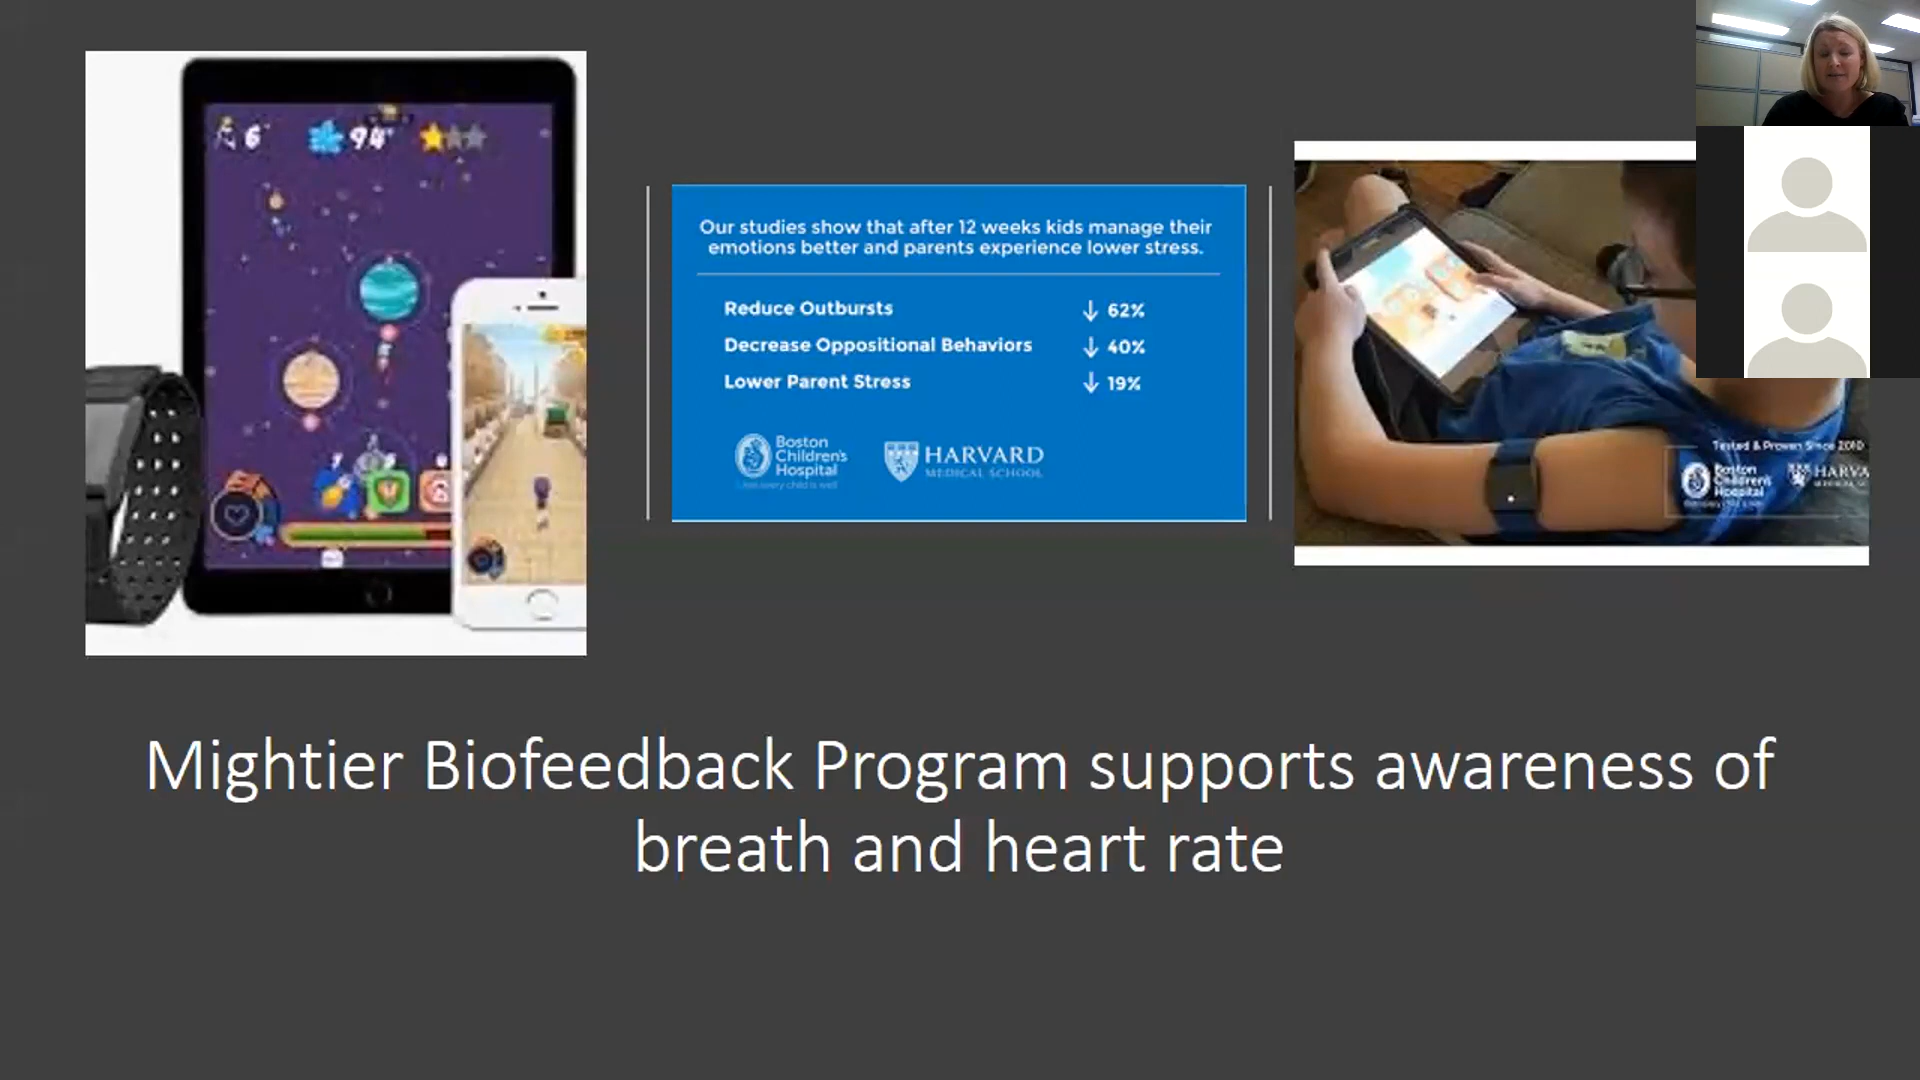 6
94
Our studies show that after 12 weeks kids manage their
emotions better and parents experience lower stress.
Reduce Outbursts ↓ 62%
Decrease Oppositional Behaviors ↓ 40%
Lower Parent Stress ↓ 19%
Boston
Children's
Hospital
HARVARD
MEDICAL SCHOOL
Tested & Proven Since 2010
Boston
Children's
Hospital
HARVA
Mightier Biofeedback Program supports awareness of
breath and heart rate